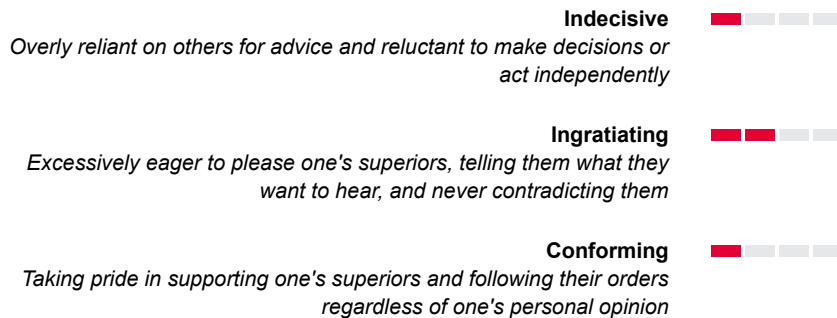 Indecisive
Overly reliant on others for advice and reluctant to make decisions or
act independently
Ingratiating
Excessively eager to please one's superiors, telling them what they
want to hear, and never contradicting them
Conforming
Taking pride in supporting one's superiors and following their orders
regardless of one's personal opinion